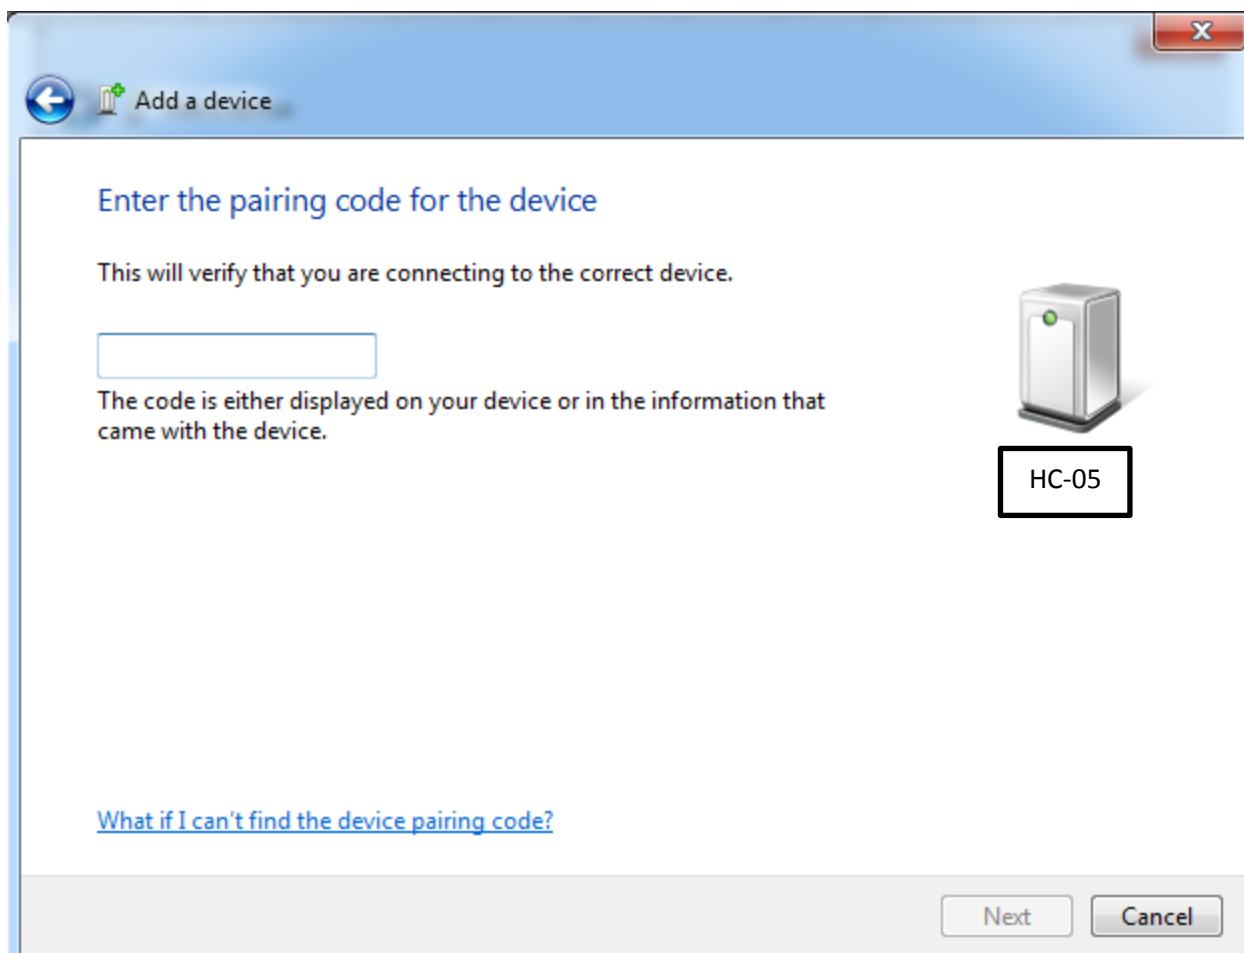 Add a device
Enter the pairing code for the device
This will verify that you are connecting to the correct device.
The code is either displayed on your device or in the information that
came with the device.
HC-05
What if I can't find the device pairing code?
Next
Cancel